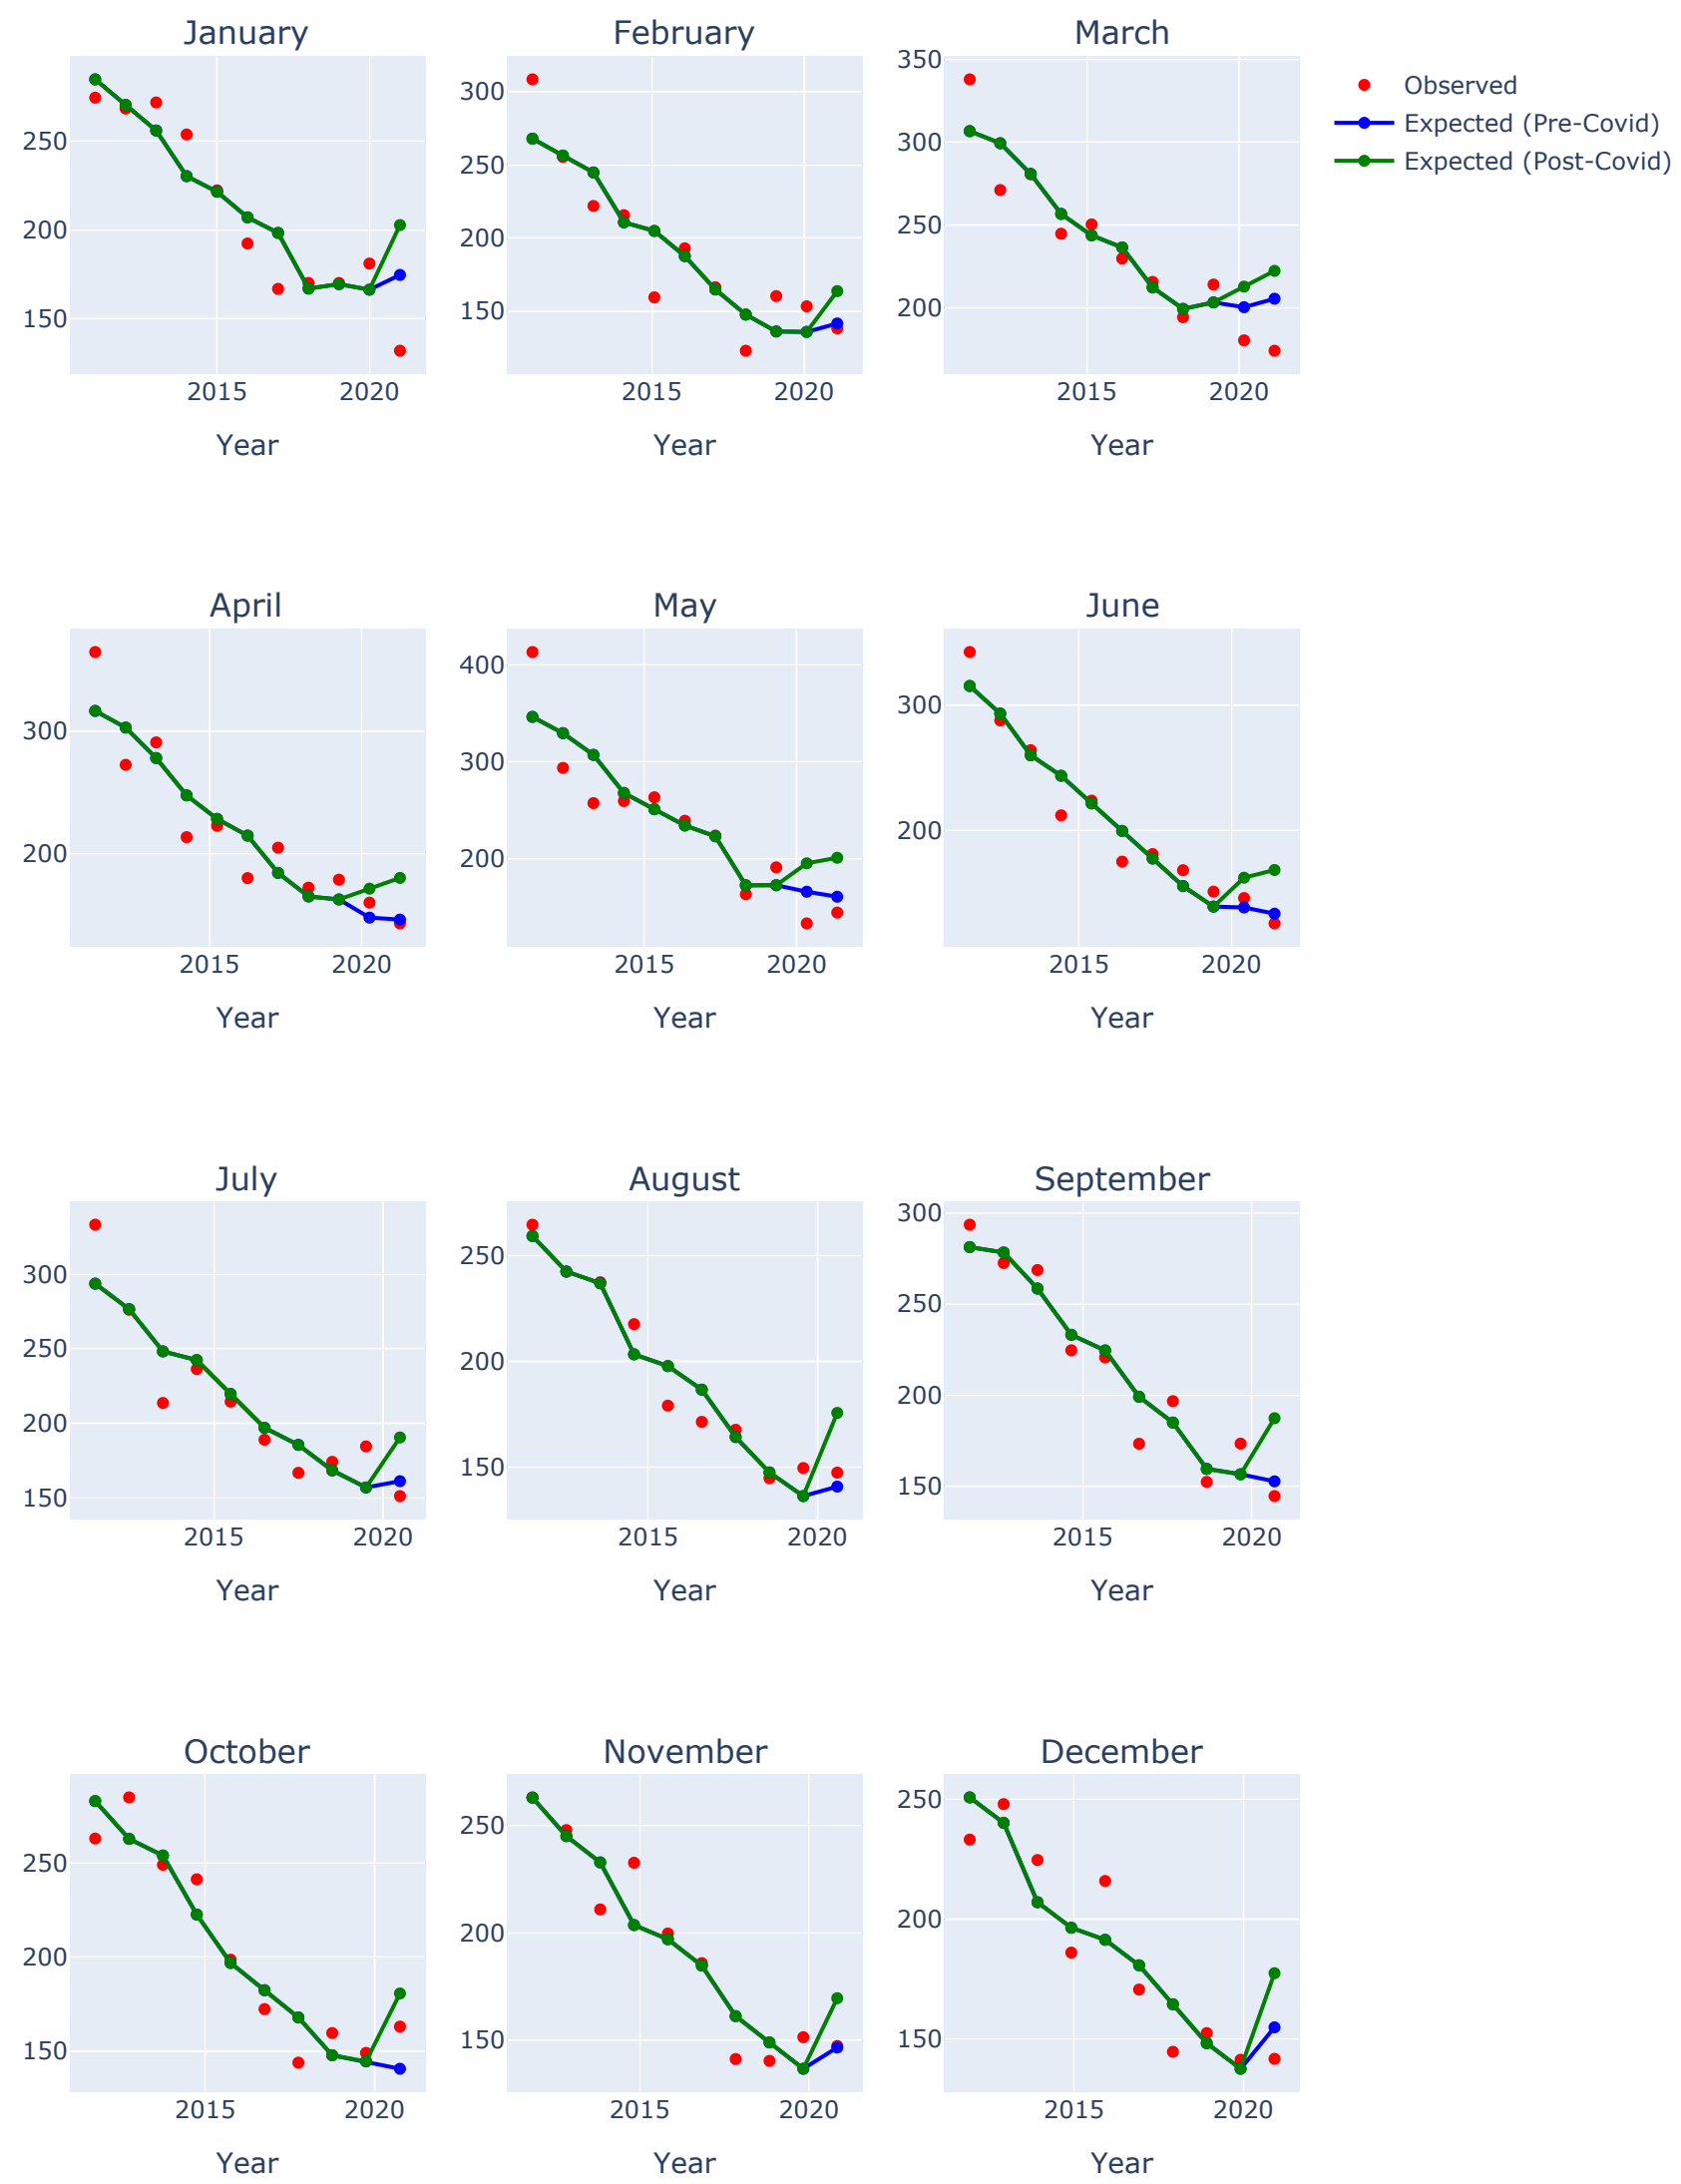 January
February
March
Observed
Expected (Pre-Covid)
Expected (Post-Covid)
250
200
150
2015
2020
Year
300
250
200
150
2015
2020
Year
350
300
250
200
2015
2020
Year
April
May
June
300
200
2015
2020
Year
400
300
200
2015
2020
Year
300
200
2015
2020
Year
July
August
September
300
250
200
150
2015
2020
Year
250
200
150
2015
2020
Year
300
250
200
150
2015
2020
Year
October
November
December
250
200
150
2015
2020
Year
250
200
150
2015
2020
Year
250
200
150
2015
2020
Year